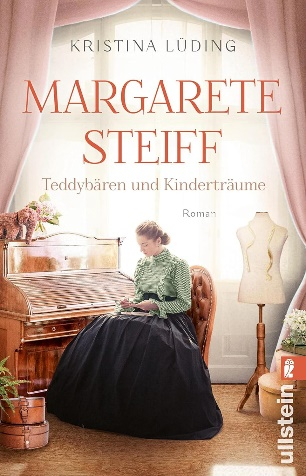 KRISTINA LÜDING
MARGARETE
STEIFF
Teddybären und Kinderträume
Roman
ullstein